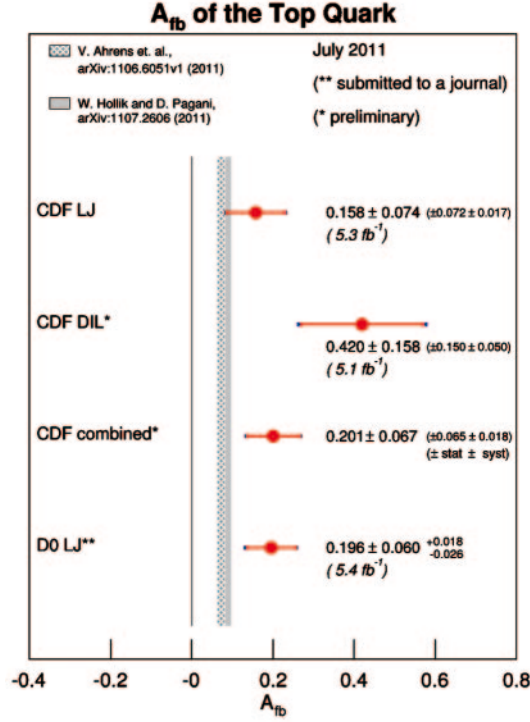 A_fb of the Top Quark
V. Ahrens et. al.,
arXiv:1106.6051v1 (2011)
W. Hollik and D. Pagani,
arXiv:1107.2606 (2011)
July 2011
(** submitted to a journal)
(* preliminary)
CDF LJ
0.158 ± 0.074 (±0.072 ± 0.017)
( 5.3 fb⁻¹)
CDF DIL*
0.420 ± 0.158 (±0.150 ± 0.050)
( 5.1 fb⁻¹)
CDF combined*
0.201 ± 0.067 (±0.065 ± 0.018)
(± stat ± syst)
D0 LJ**
0.196 ± 0.060 +0.018
-0.026
( 5.4 fb⁻¹)
-0.4 -0.2 -0 0.2 0.4 0.6 0.8
A_fb